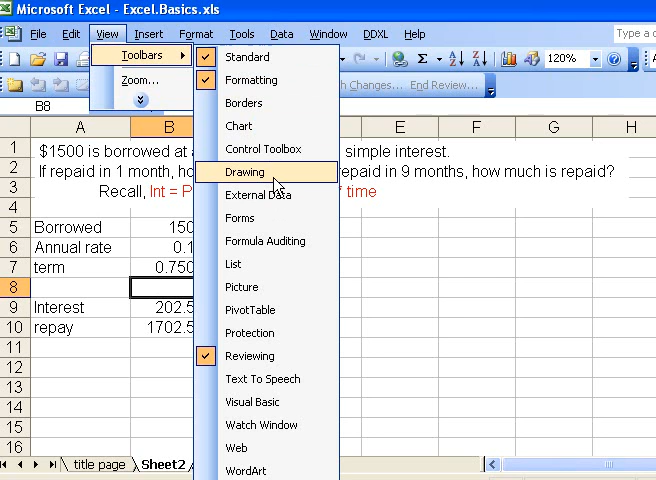 Microsoft Excel - Excel.Basics.xls
File Edit View Insert Format Tools Data Window DDXL Help
Toolbars
Zoom...
Standard
Formatting
Borders
Chart
Control Toolbox
Drawing
External Data
Forms
Formula Auditing
List
Picture
PivotTable
Protection
Reviewing
Text To Speech
Visual Basic
Watch Window
Web
WordArt
120%
Changes... End Review...
B8
A B E F G H
1 $1500 is borrowed at simple interest.
2 If repaid in 1 month, repaid in 9 months, how much is repaid?
3 Recall, Int = P time
4
5 Borrowed 150
6 Annual rate 0.1
7 term 0.750
8
9 Interest 202.5
10 repay 1702.5
11
12
13
14
15
16
title page Sheet2